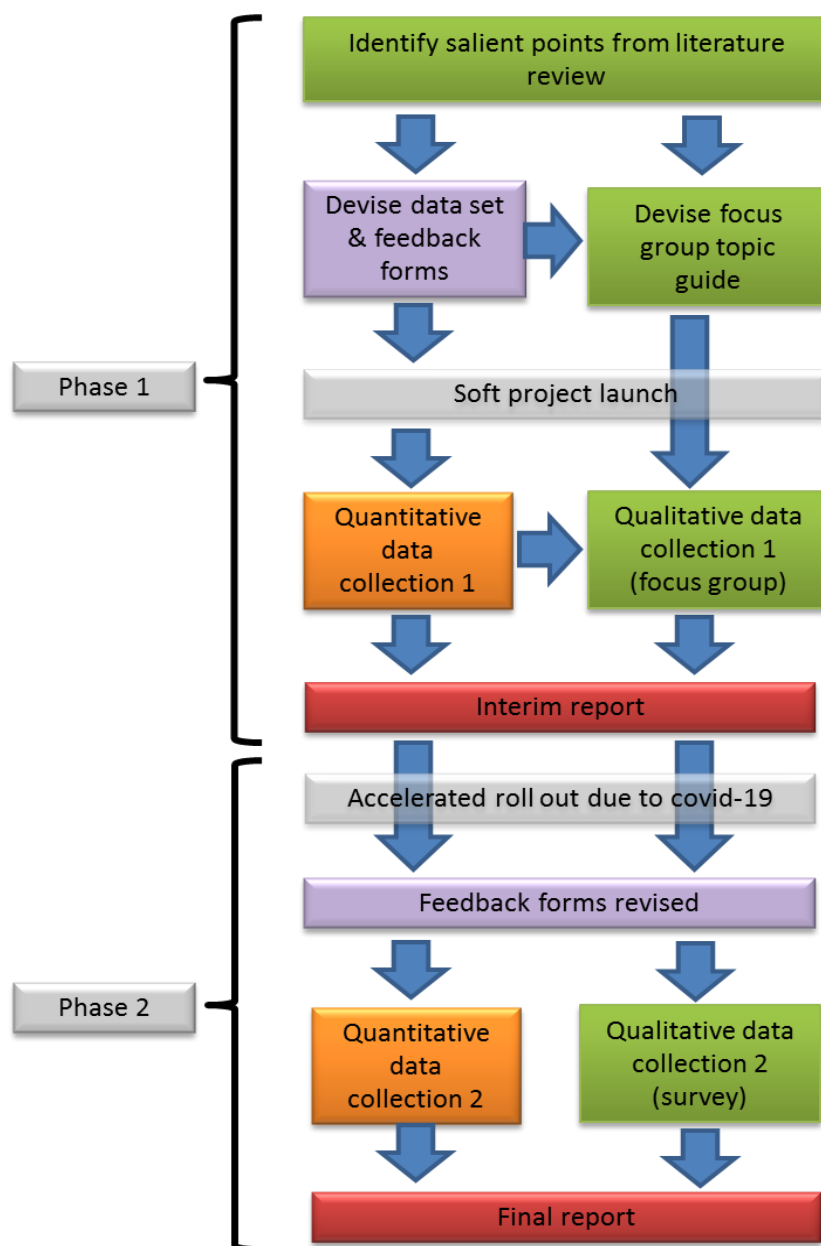 Identify salient points from literature
review
Devise data set
& feedback
forms
Devise focus
group topic
guide
Phase 1
Soft project launch
Quantitative
data
collection 1
Qualitative data
collection 1
(focus group)
Interim report
Accelerated roll out due to covid-19
Feedback forms revised
Phase 2
Quantitative
data
collection 2
Qualitative data
collection 2
(survey)
Final report